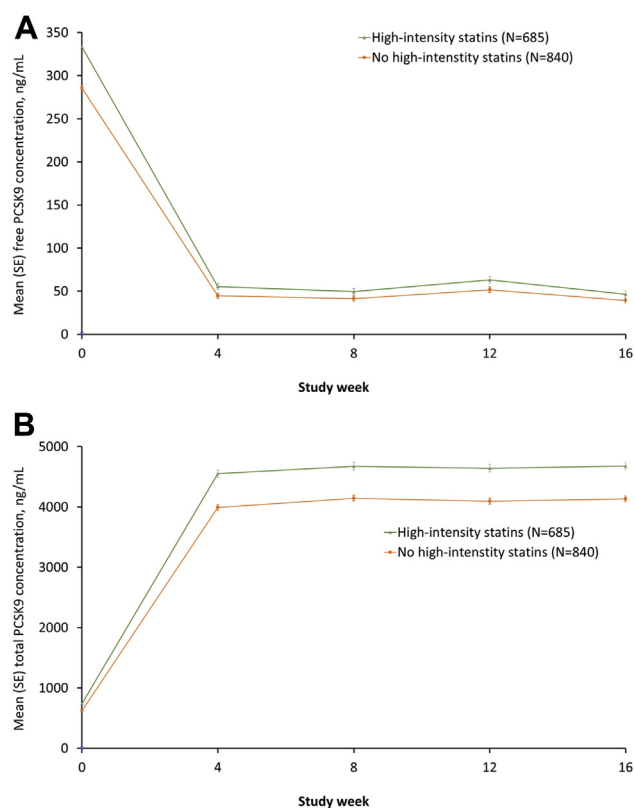 A
Mean (SE) free PCSK9 concentration, ng/mL
350
300
250
200
150
100
50
0
High-intensity statins (N=685)
No high-intenstity statins (N=840)
0 4 8 12 16
Study week
B
Mean (SE) total PCSK9 concentration, ng/mL
5000
4000
3000
2000
1000
0
High-intensity statins (N=685)
No high-intenstity statins (N=840)
0 4 8 12 16
Study week